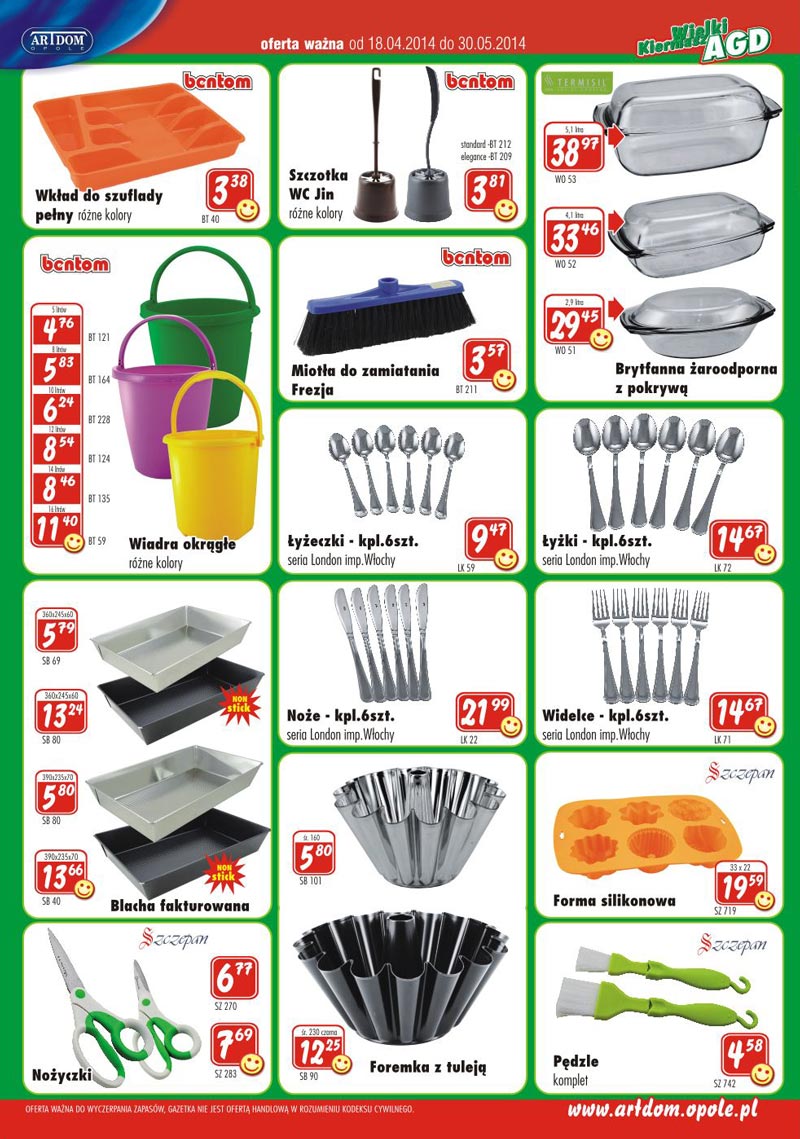 ARTDOM
OPOLE
oferta ważna od 18.04.2014 do 30.05.2014
Wielki
Kiermasz
AGD
bentom
Wkład do szuflady
pełny różne kolory
3.38
BT 40
bentom
standard -BT 212
elegance -BT 209
Szczotka
WC Jin
różne kolory
3.81
TERMISIL
5,1 litra
38.97
WO 53
4,1 litra
33.46
WO 52
2,9 litra
29.45
WO 51
Brytfanna żaroodporna
z pokrywą
bentom
5 litrów
4.76
BT 121
8 litrów
5.83
BT 164
10 litrów
6.24
BT 228
12 litrów
8.54
BT 124
14 litrów
8.46
BT 135
16 litrów
11.40
BT 59
Wiadra okrągłe
różne kolory
bentom
Miotła do zamiatania
Frezja
3.57
BT 211
Łyżeczki - kpl.6szt.
seria London imp.Włochy
9.47
LK 59
Łyżki - kpl.6szt.
seria London imp.Włochy
14.67
LK 72
360x245x60
5.79
SB 69
360x245x60
13.24
SB 80
NON
stick
390x235x70
5.80
SB 80
390x235x70
13.66
SB 40
NON
stick
Blacha fakturowana
Noże - kpl.6szt.
seria London imp.Włochy
21.99
LK 22
Widelce - kpl.6szt.
seria London imp.Włochy
14.67
LK 71
śr. 160
5.80
SB 101
śr. 230 czarna
12.25
SB 90
Foremka z tuleją
Szczepan
33 x 22
19.59
SZ 719
Forma silikonowa
Szczepan
6.77
SZ 270
7.69
SZ 283
Nożyczki
Szczepan
Pędzle
komplet
4.58
SZ 742
OFERTA WAŻNA DO WYCZERPANIA ZAPASÓW, GAZETKA NIE JEST OFERTĄ HANDLOWĄ W ROZUMIENIU KODEKSU CYWILNEGO.
www.artdom.opole.pl